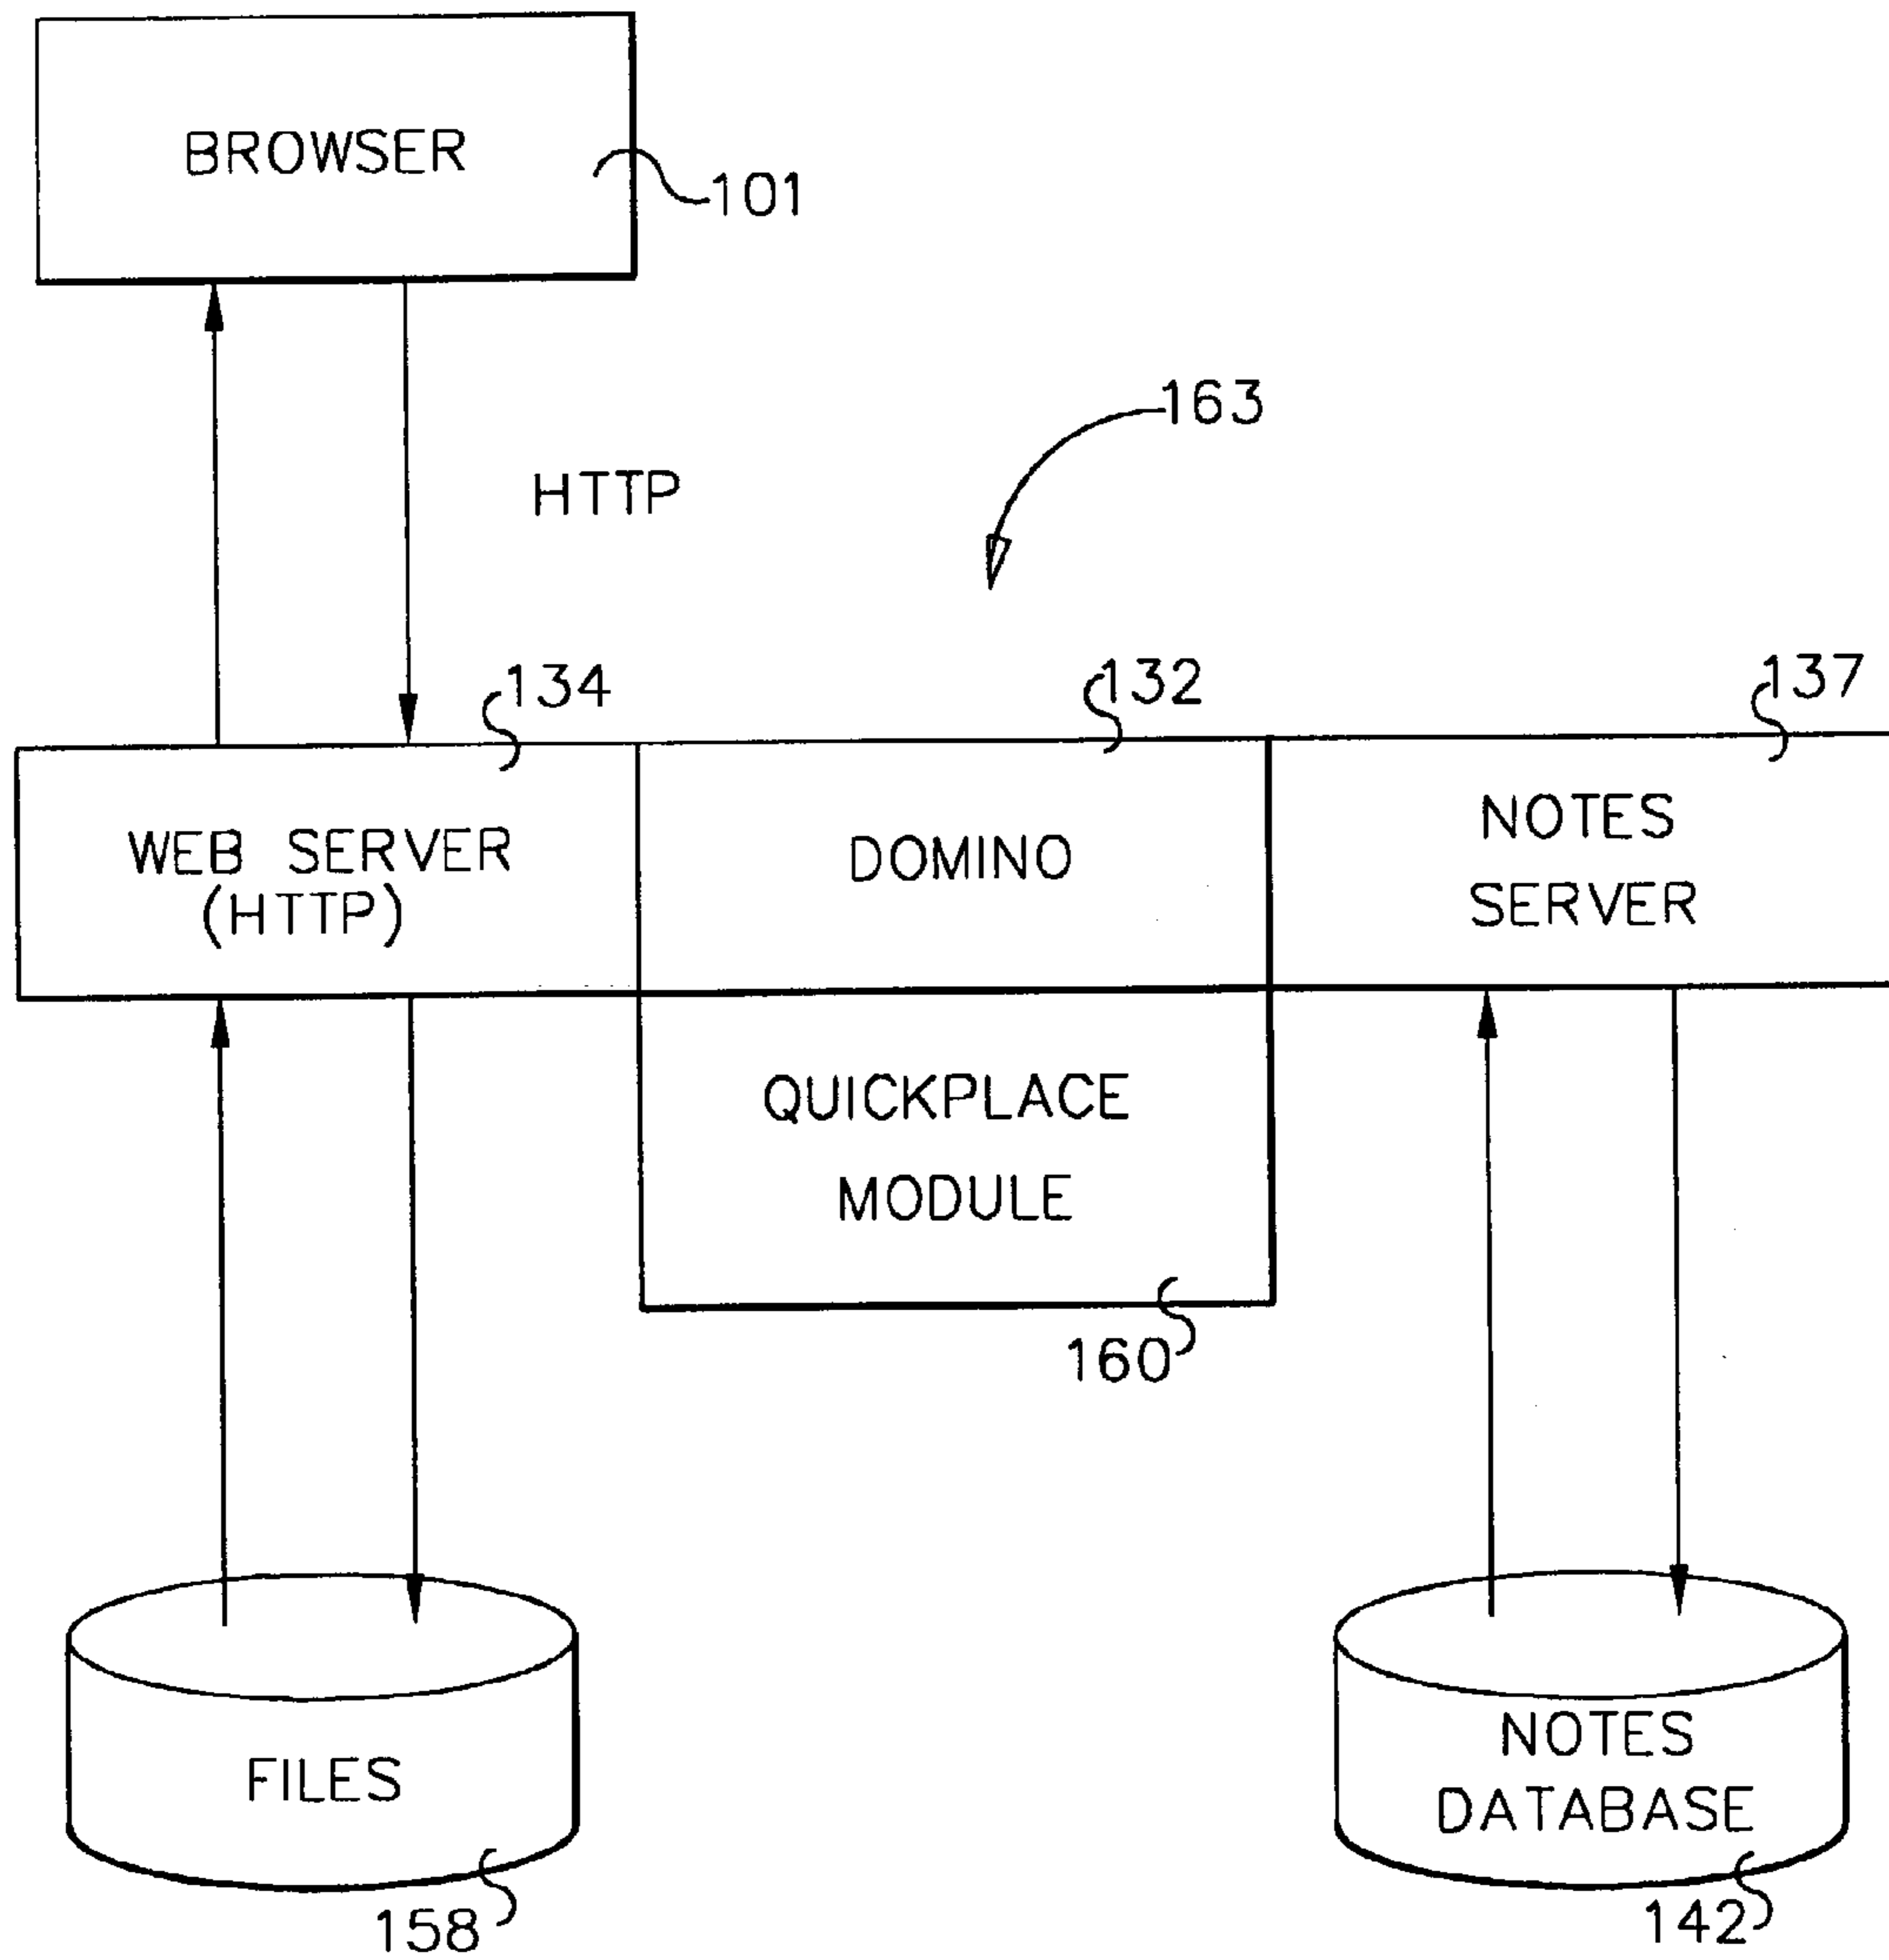 BROWSER
101
163
HTTP
134
132
137
WEB SERVER
(HTTP)
DOMINO
NOTES
SERVER
QUICKPLACE
MODULE
160
FILES
NOTES
DATABASE
158
142